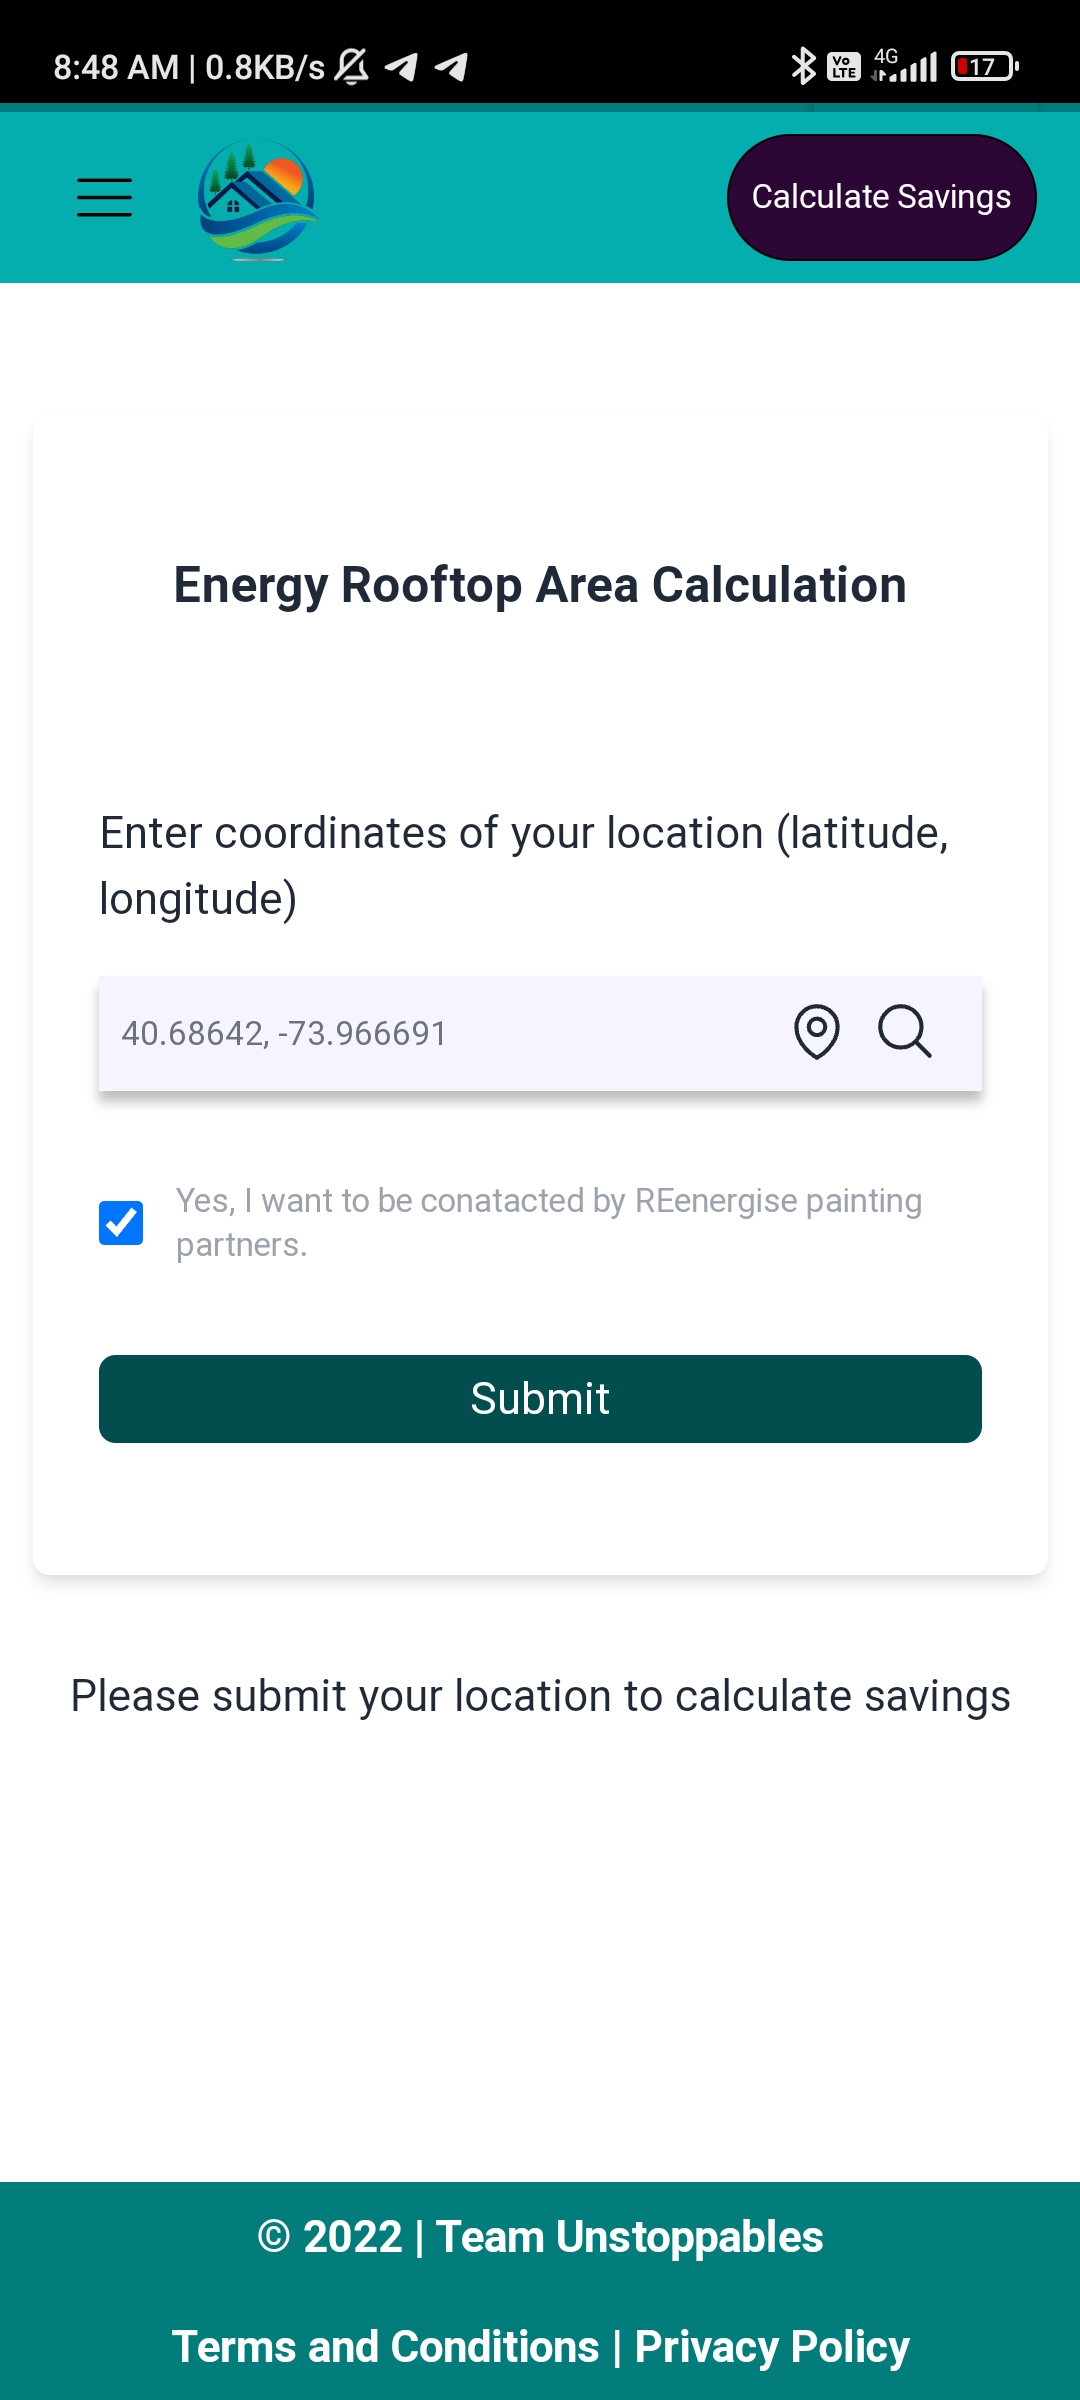 8:48 AM | 0.8KB/s
Vo LTE 4G 17
Calculate Savings
Energy Rooftop Area Calculation
Enter coordinates of your location (latitude,
longitude)
40.68642, -73.966691
Yes, I want to be conatacted by REenergise painting
partners.
Submit
Please submit your location to calculate savings
© 2022 | Team Unstoppables
Terms and Conditions | Privacy Policy